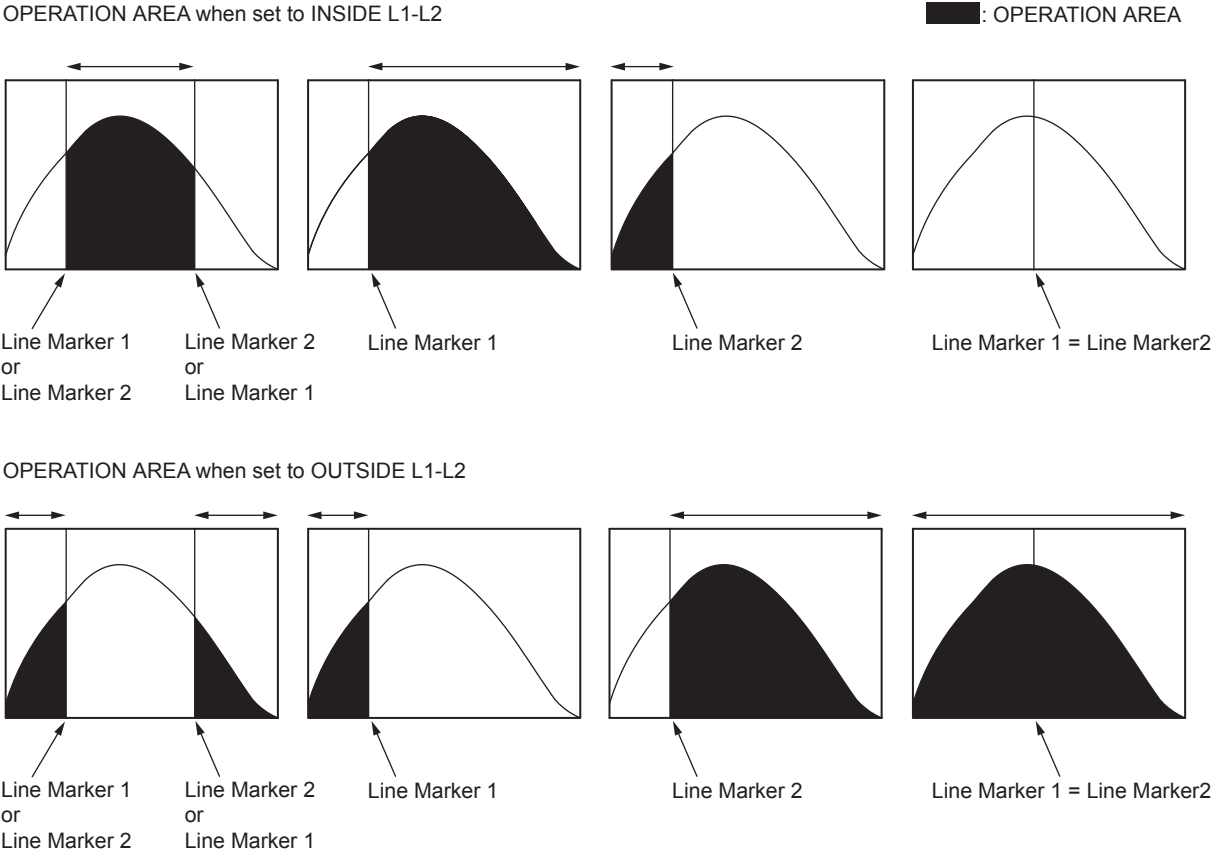 OPERATION AREA when set to INSIDE L1-L2
: OPERATION AREA
Line Marker 1
or
Line Marker 2
Line Marker 2
or
Line Marker 1
Line Marker 1
Line Marker 2
Line Marker 1 = Line Marker2
OPERATION AREA when set to OUTSIDE L1-L2
Line Marker 1
or
Line Marker 2
Line Marker 2
or
Line Marker 1
Line Marker 1
Line Marker 2
Line Marker 1 = Line Marker2